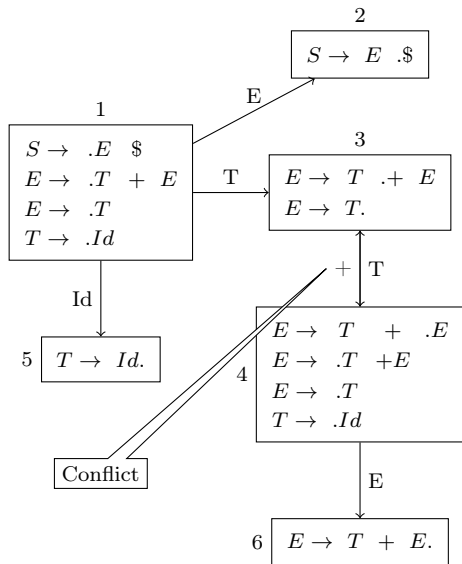 2
S → E .$
E
1
S → .E $
E → .T + E
E → .T
T → .Id
T
3
E → T .+ E
E → T.
+ T
Id
5
T → Id.
4
E → T + .E
E → .T +E
E → .T
T → .Id
Conflict
E
6
E → T + E.